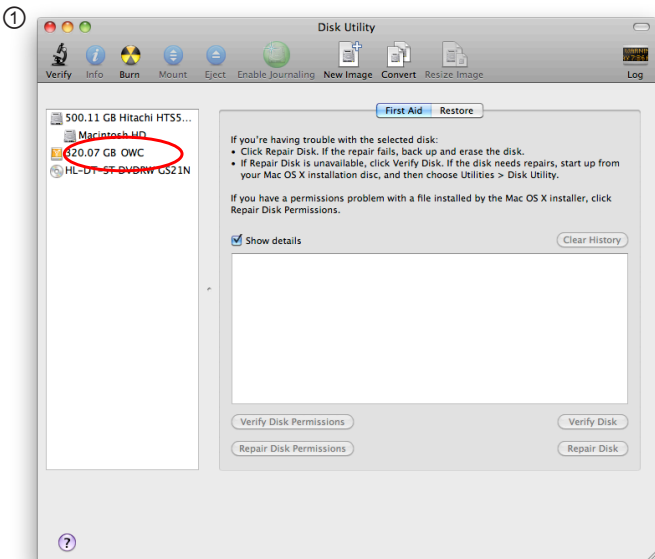 ①
Disk Utility
Verify Info Burn Mount Eject Enable Journaling New Image Convert Resize Image Log
500.11 GB Hitachi HTS5...
Macintosh HD
320.07 GB OWC
HL-DT-ST DVDRW GS21N
First Aid Restore
If you're having trouble with the selected disk:
• Click Repair Disk. If the repair fails, back up and erase the disk.
• If Repair Disk is unavailable, click Verify Disk. If the disk needs repairs, start up from
your Mac OS X installation disc, and then choose Utilities > Disk Utility.
If you have a permissions problem with a file installed by the Mac OS X installer, click
Repair Disk Permissions.
Show details
Clear History
Verify Disk Permissions
Verify Disk
Repair Disk Permissions
Repair Disk
?